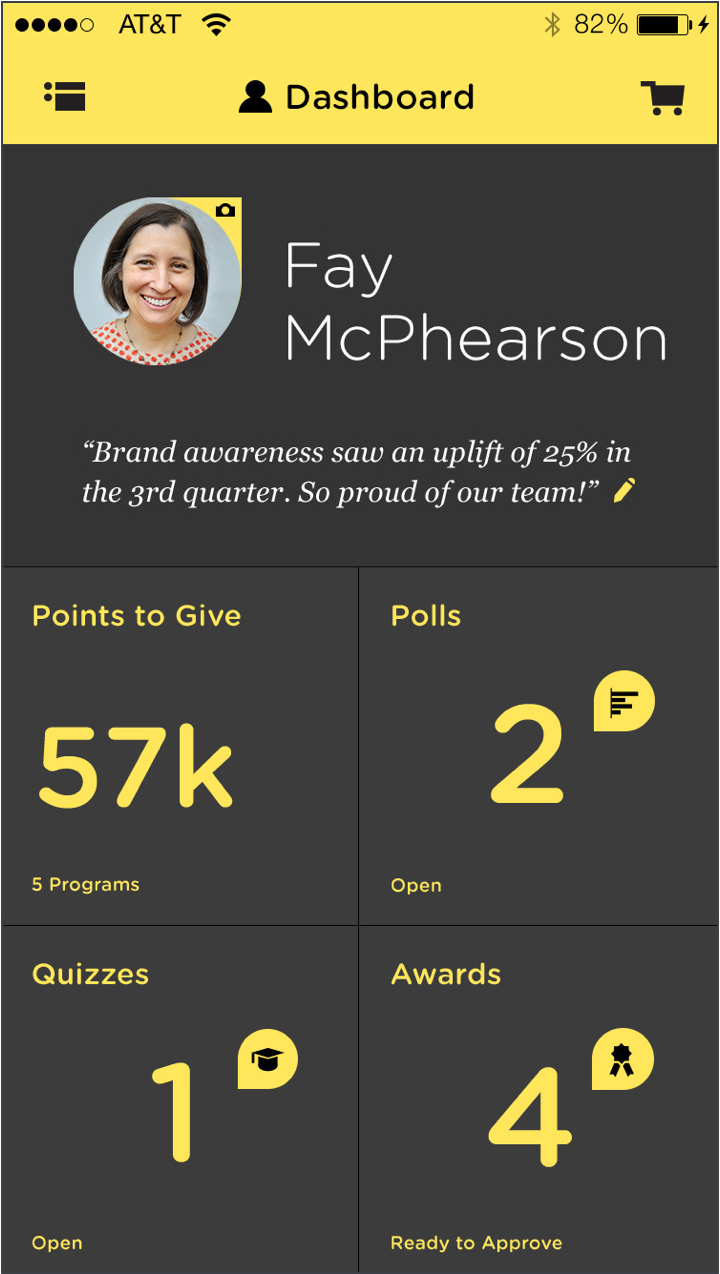 AT&T 82%
Dashboard
Fay
McPhearson
“Brand awareness saw an uplift of 25% in
the 3rd quarter. So proud of our team!”
Points to Give
57k
5 Programs
Polls
2
Open
Quizzes
1
Open
Awards
4
Ready to Approve